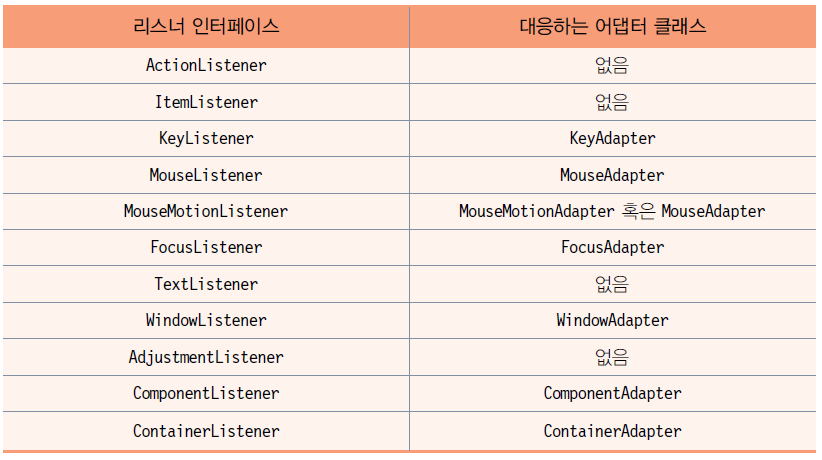 리스너 인터페이스 대응하는 어댑터 클래스
ActionListener 없음
ItemListener 없음
KeyListener KeyAdapter
MouseListener MouseAdapter
MouseMotionListener MouseMotionAdapter 혹은 MouseAdapter
FocusListener FocusAdapter
TextListener 없음
WindowListener WindowAdapter
AdjustmentListener 없음
ComponentListener ComponentAdapter
ContainerListener ContainerAdapter